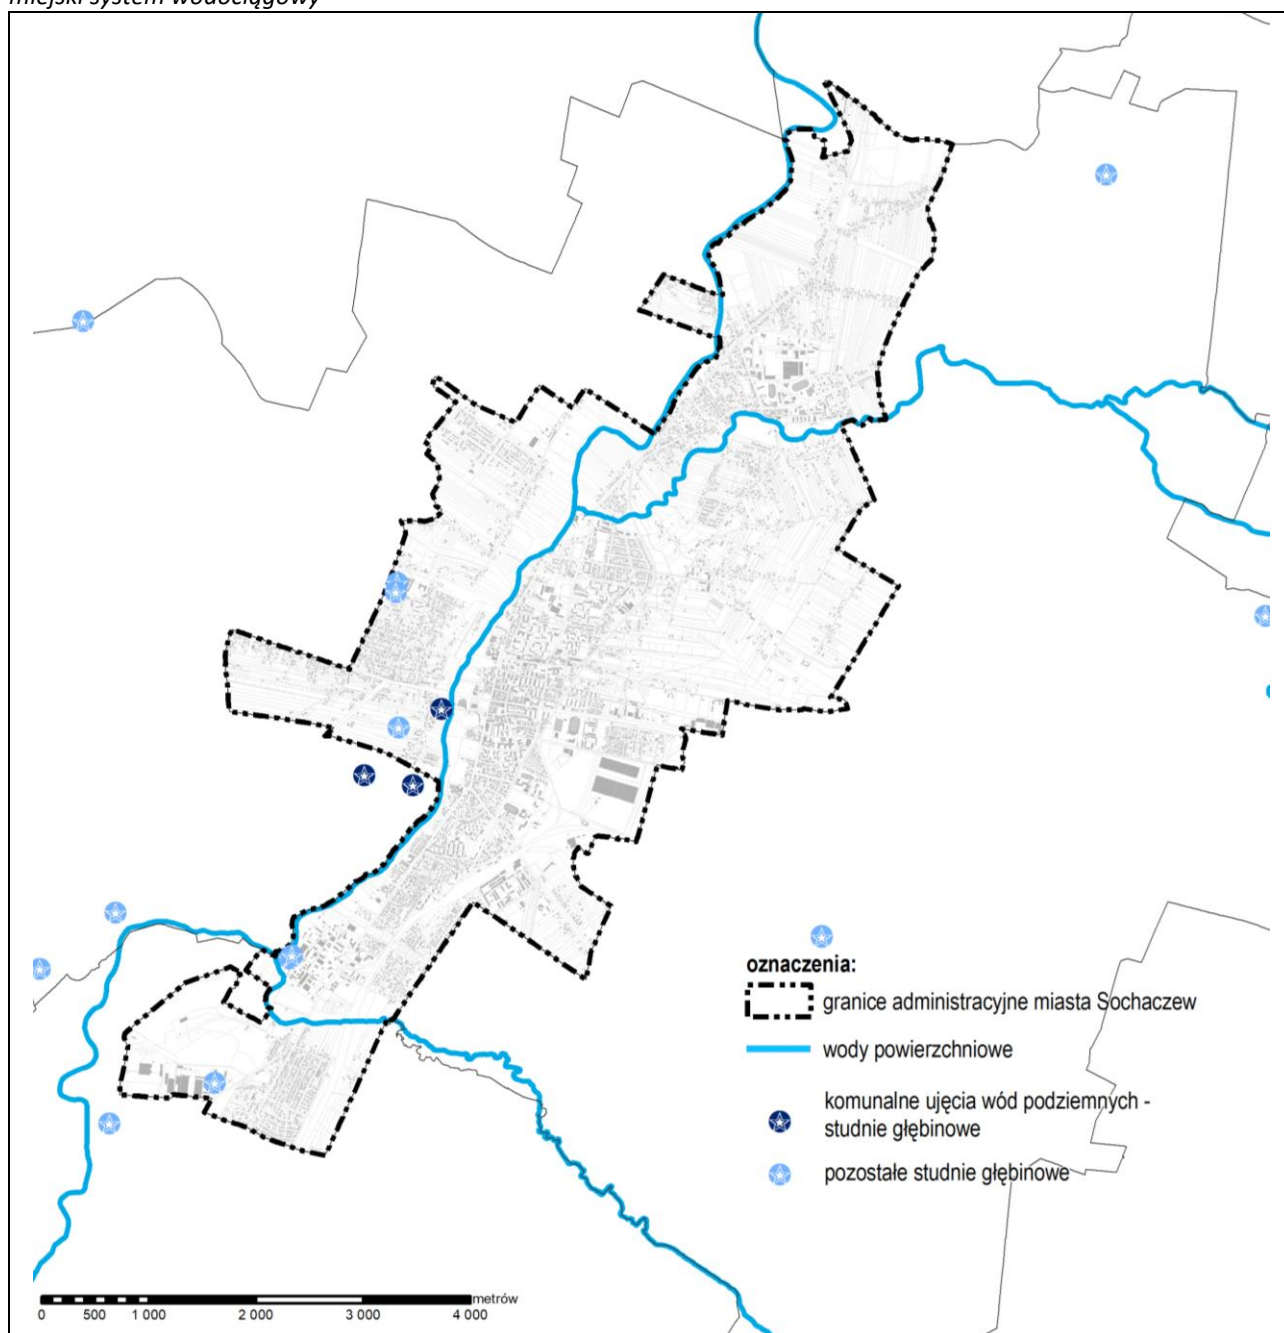 miejski system wodociągowy
oznaczenia:
granice administracyjne miasta Sochaczew
wody powierzchniowe
komunalne ujęcia wód podziemnych -
studnie głębinowe
pozostałe studnie głębinowe
metrów
0 500 1 000 2 000 3 000 4 000